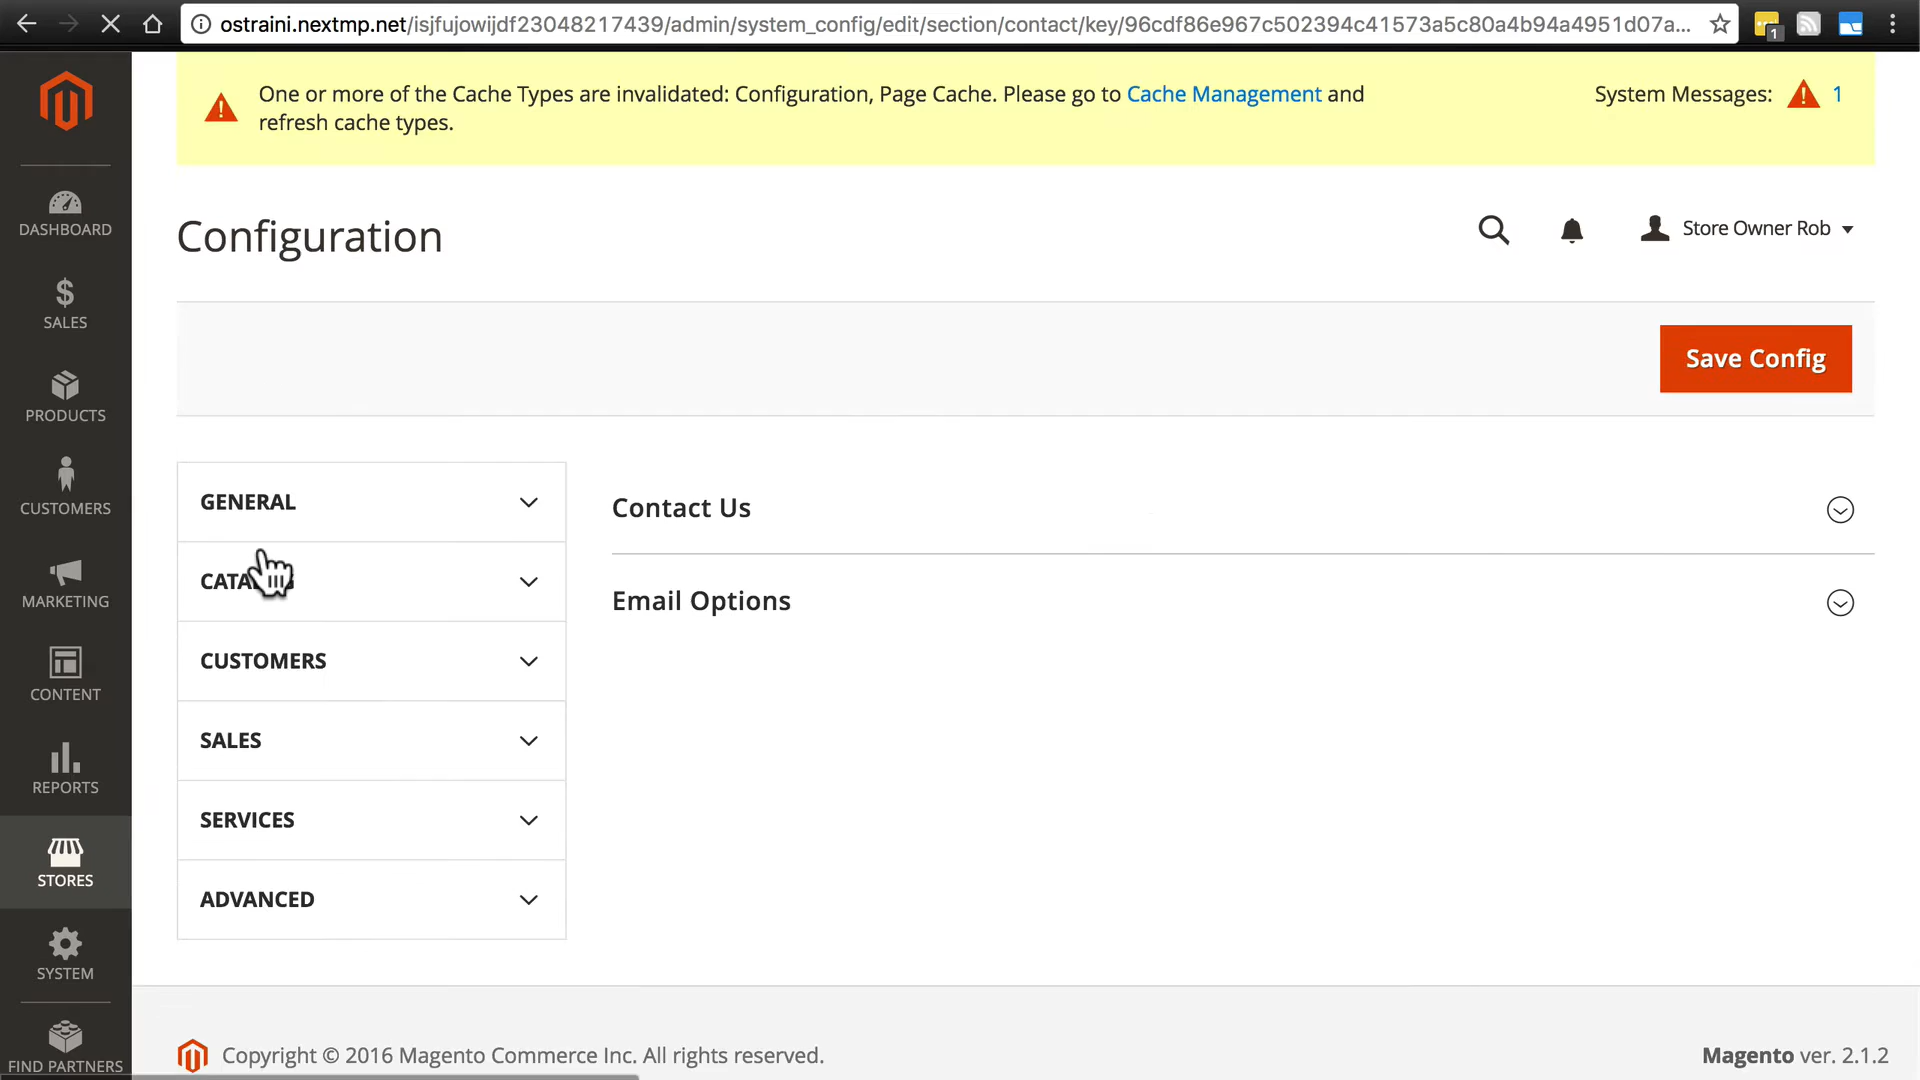 ostraini.nextmp.net/isjfujowijdf23048217439/admin/system_config/edit/section/contact/key/96cdf86e967c502394c41573a5c80a4b94a4951d07a...
1
One or more of the Cache Types are invalidated: Configuration, Page Cache. Please go to Cache Management and
refresh cache types.
System Messages: 1
Configuration
Store Owner Rob
Save Config
DASHBOARD
SALES
PRODUCTS
CUSTOMERS
MARKETING
CONTENT
REPORTS
STORES
SYSTEM
FIND PARTNERS
GENERAL
CUSTOMERS
SALES
SERVICES
ADVANCED
Contact Us
Email Options
Copyright © 2016 Magento Commerce Inc. All rights reserved.
Magento ver. 2.1.2